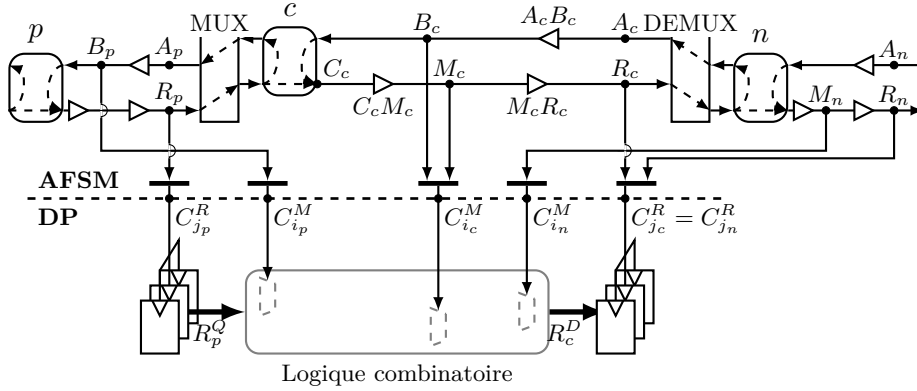 p B_p A_p MUX c B_c A_cB_c A_c DEMUX n A_n
R_p C_c C_cM_c M_c M_cR_c R_c M_n R_n
AFSM
DP C^R_{j_p} C^M_{i_p} C^M_{i_c} C^M_{i_n} C^R_{j_c} = C^R_{j_n}
R^Q_p R^D_c
Logique combinatoire